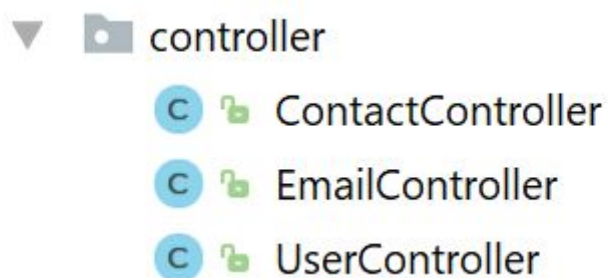 controller
C ContactController
C EmailController
C UserController